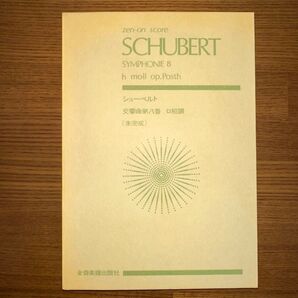 zen-on score
SCHUBERT
SYMPHONIE 8
h moll op.Posth
シューベルト
交響曲第八番 ロ短調
〔未完成〕
全音楽譜出版社